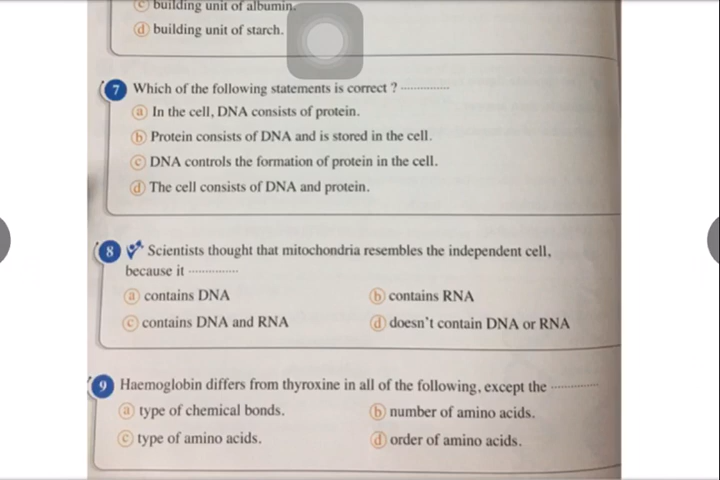 c building unit of albumin.
d building unit of starch.
7 Which of the following statements is correct ? ...............
a In the cell, DNA consists of protein.
b Protein consists of DNA and is stored in the cell.
c DNA controls the formation of protein in the cell.
d The cell consists of DNA and protein.
8 Scientists thought that mitochondria resembles the independent cell,
because it ...............
a contains DNA b contains RNA
c contains DNA and RNA d doesn't contain DNA or RNA
9 Haemoglobin differs from thyroxine in all of the following, except the ...............
a type of chemical bonds. b number of amino acids.
c type of amino acids. d order of amino acids.